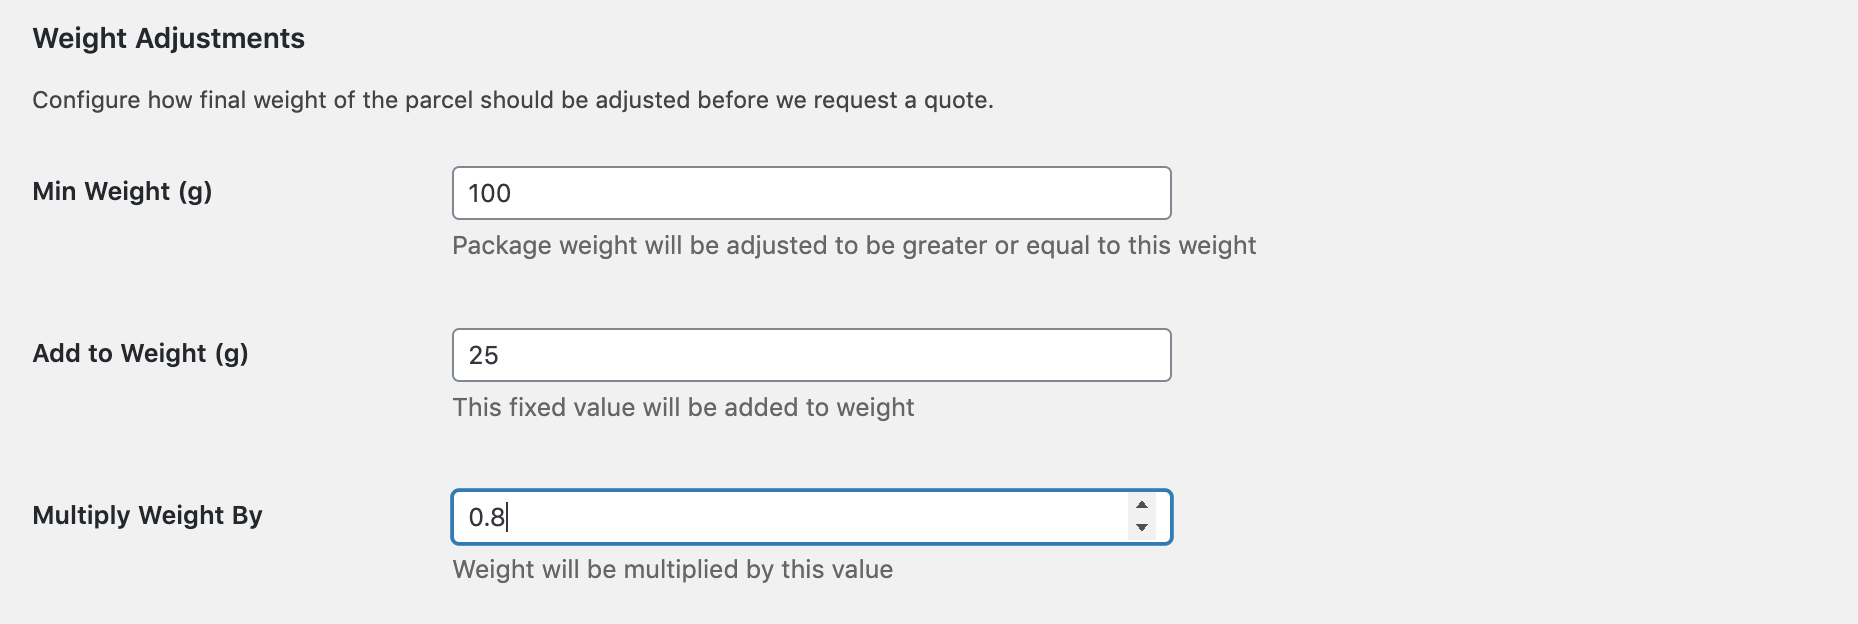 Weight Adjustments
Configure how final weight of the parcel should be adjusted before we request a quote.
Min Weight (g)
100
Package weight will be adjusted to be greater or equal to this weight
Add to Weight (g)
25
This fixed value will be added to weight
Multiply Weight By
0.8
Weight will be multiplied by this value